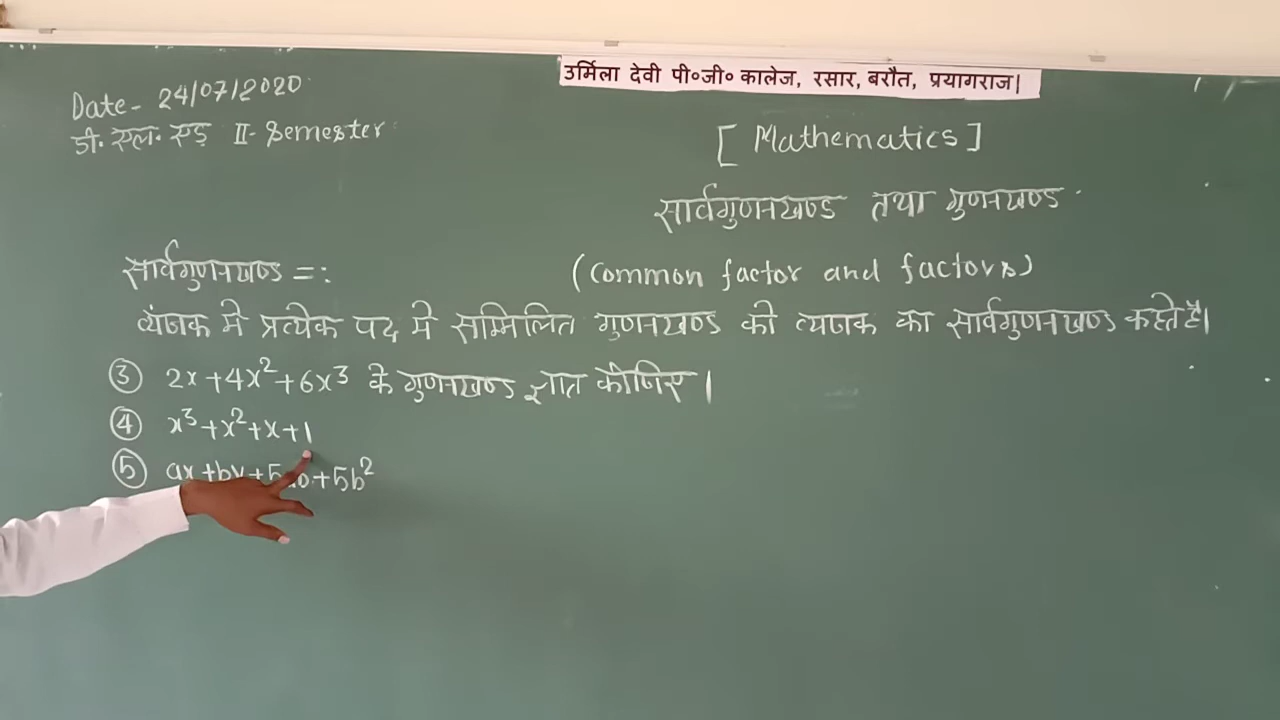 उर्मिला देवी पी०जी० कालेज, रसार, बरौत, प्रयागराज|
Date- 24/07/2020
डी. एल. एड़ II- Semester
[ Mathematics ]
सार्वगुणनखण्ड तथा गुणनखण्ड
सार्वगुणनखण्ड =:
(Common factor and factors)
व्यंजक मे प्रत्येक पद मे सम्मिलित गुणनखण्ड को व्यजक का सार्वगुणनखण्ड कहते है।
③ 2x+4x²+6x³ के गुणनखण्ड ज्ञात कीजिए।
④ x³+x²+x+1
⑤ +5b²